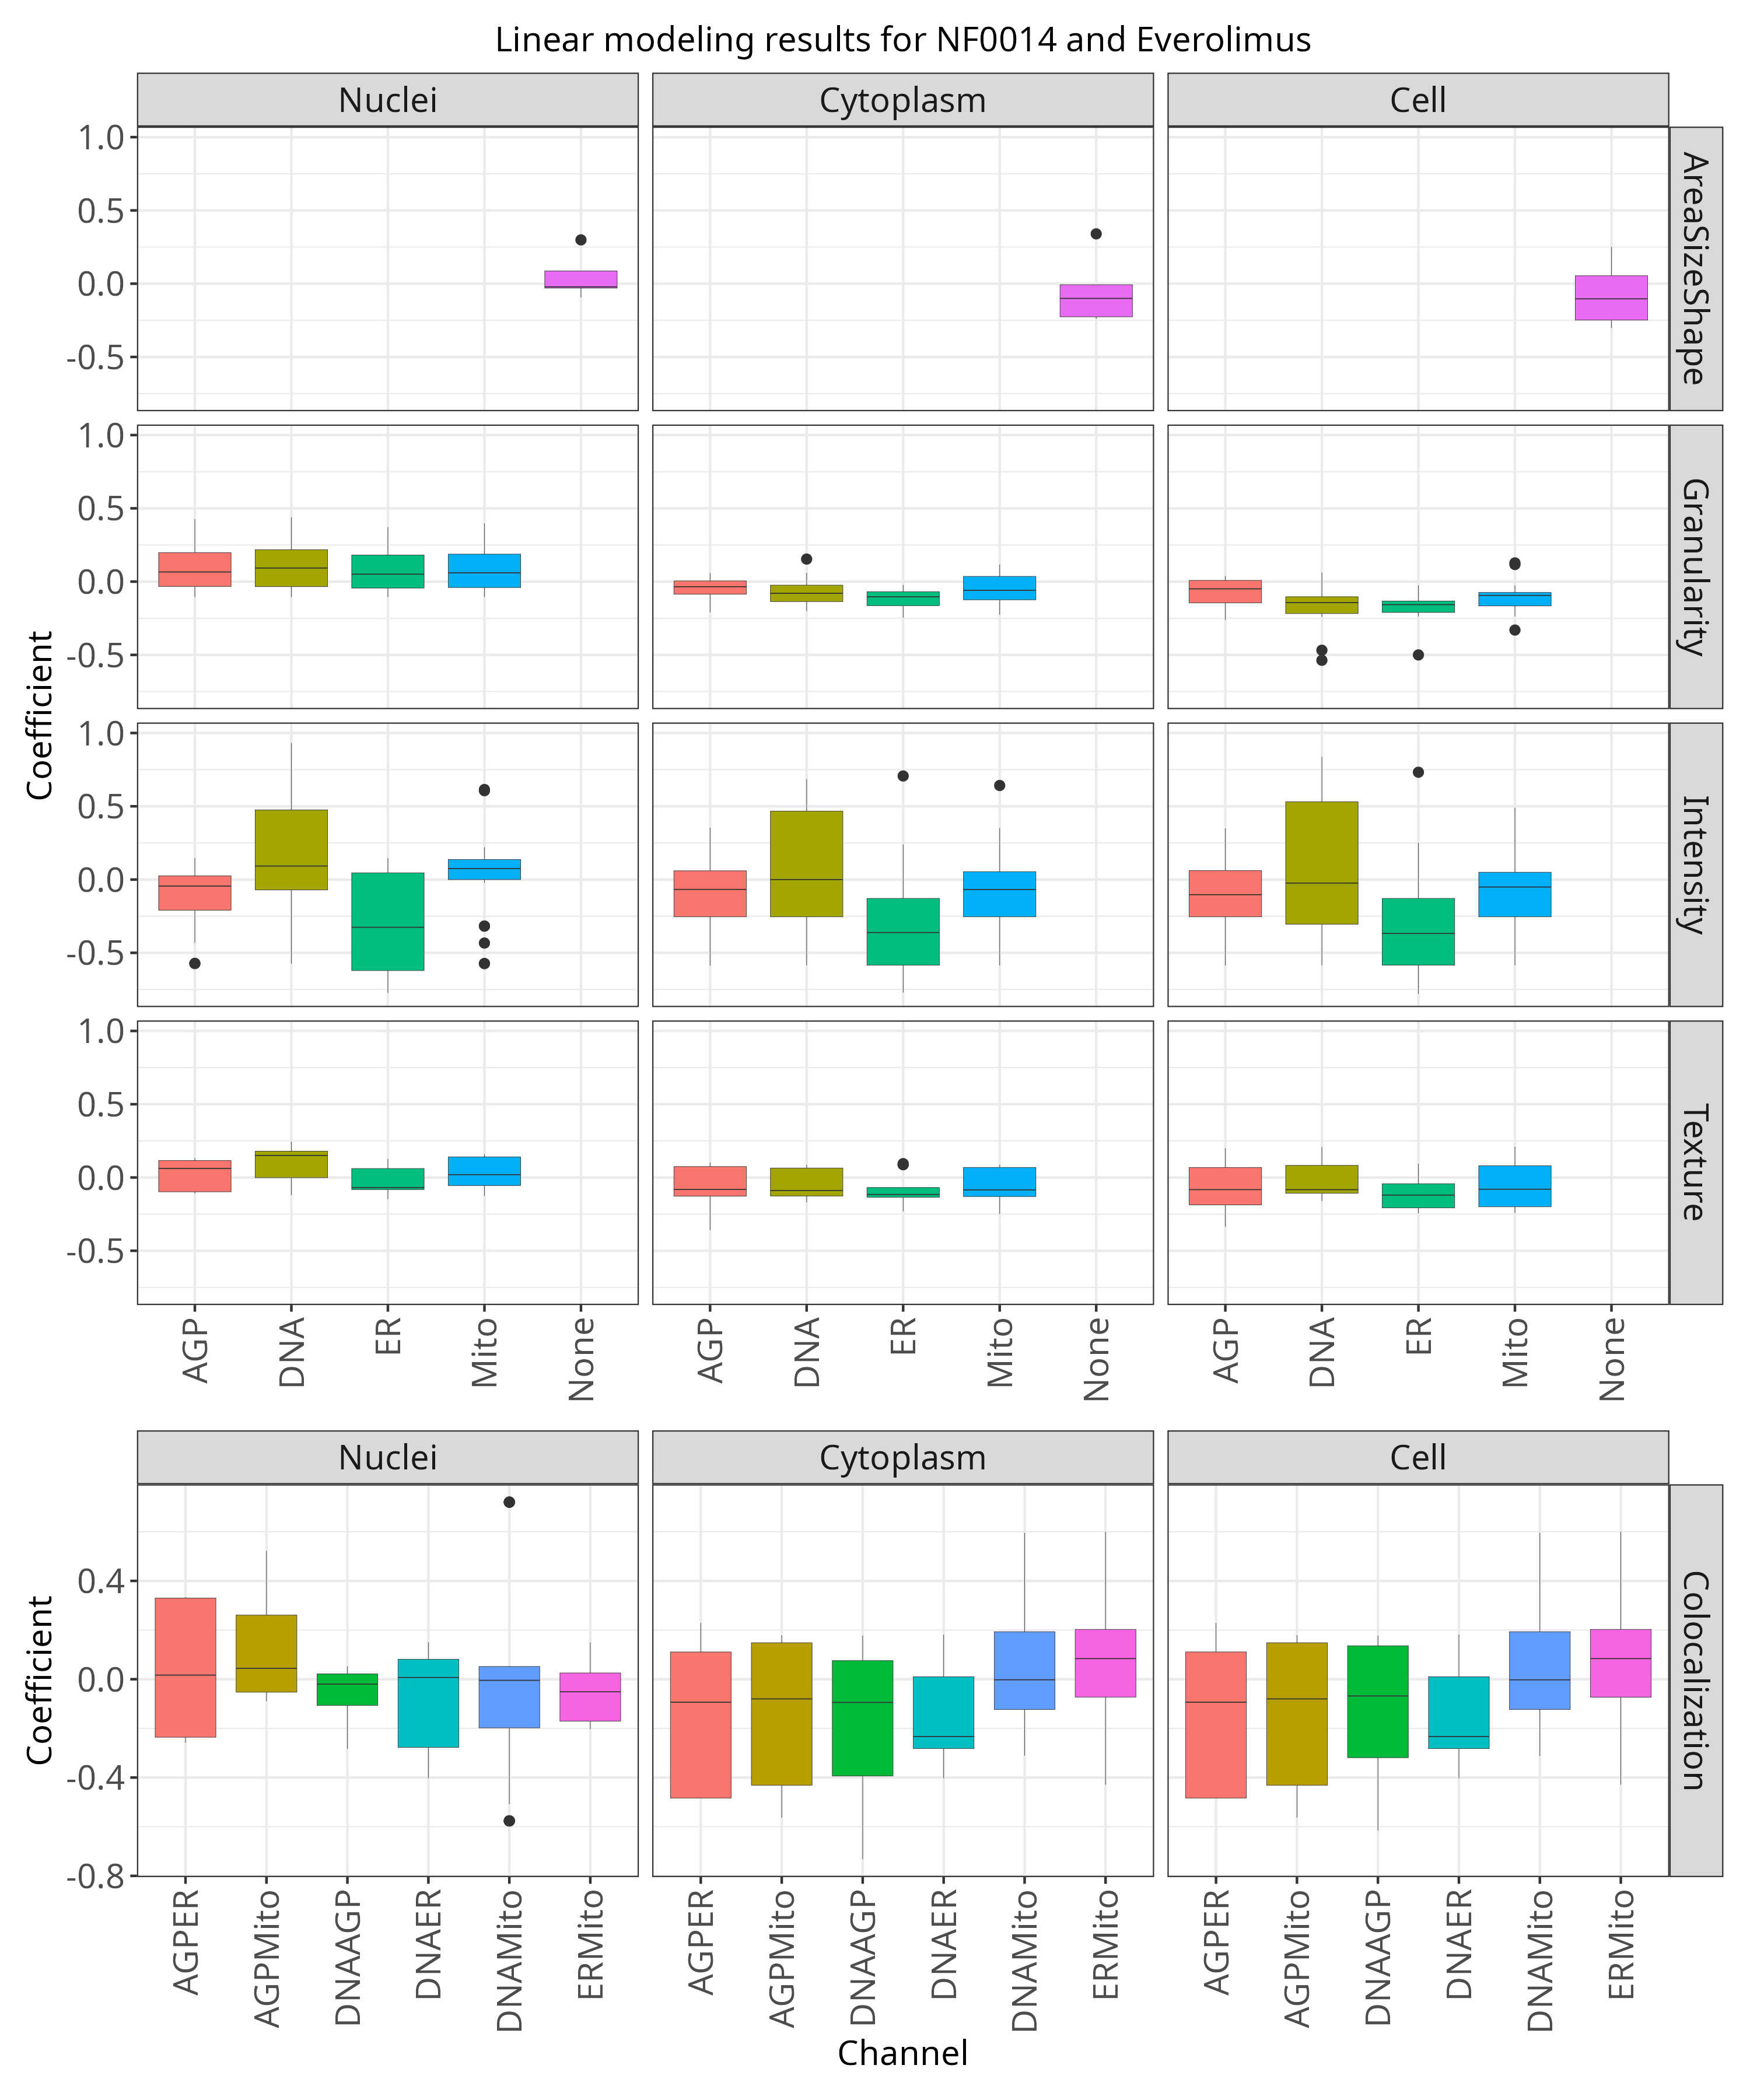 Linear modeling results for NF0014 and Everolimus
Nuclei Cytoplasm Cell
1.0
0.5
0.0
-0.5
AreaSizeShape
1.0
0.5
0.0
-0.5
Granularity
Coefficient
1.0
0.5
0.0
-0.5
Intensity
1.0
0.5
0.0
-0.5
Texture
AGP DNA ER Mito None AGP DNA ER Mito None AGP DNA ER Mito None
Nuclei Cytoplasm Cell
Coefficient
0.4
0.0
-0.4
-0.8
Colocalization
AGPER AGPMito DNAAGP DNAER DNAMito ERMito AGPER AGPMito DNAAGP DNAER DNAMito ERMito AGPER AGPMito DNAAGP DNAER DNAMito ERMito
Channel